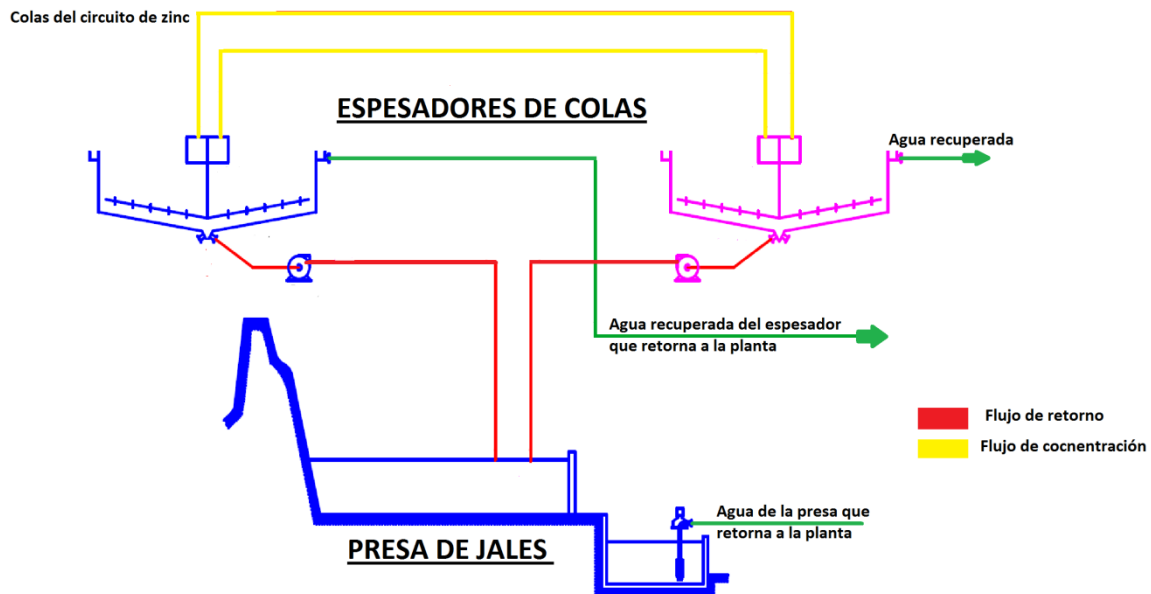 Colas del circuito de zinc
ESPESADORES DE COLAS
Agua recuperada
Agua recuperada del espesador
que retorna a la planta
Flujo de retorno
Flujo de cocnentración
Agua de la presa que
retorna a la planta
PRESA DE JALES